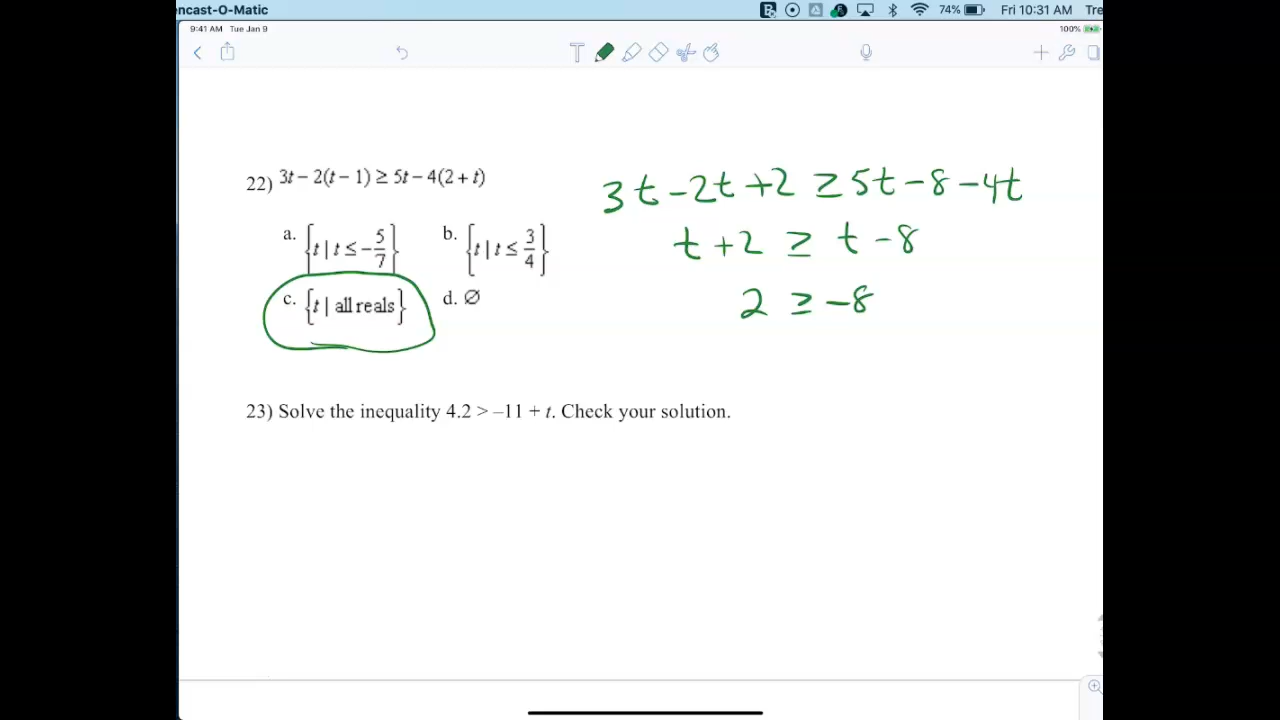 encast-O-Matic 74% Fri 10:31 AM Tre
9:41 AM Tue Jan 9 100%
T
22) 3t − 2(t − 1) ≥ 5t − 4(2 + t)
3t −2t +2 ≥ 5t −8 −4t
t +2 ≥ t −8
a. {t | t ≤ −5/7} b. {t | t ≤ 3/4}
c. {t | all reals} d. ∅
2 ≥ −8
23) Solve the inequality 4.2 > –11 + t. Check your solution.